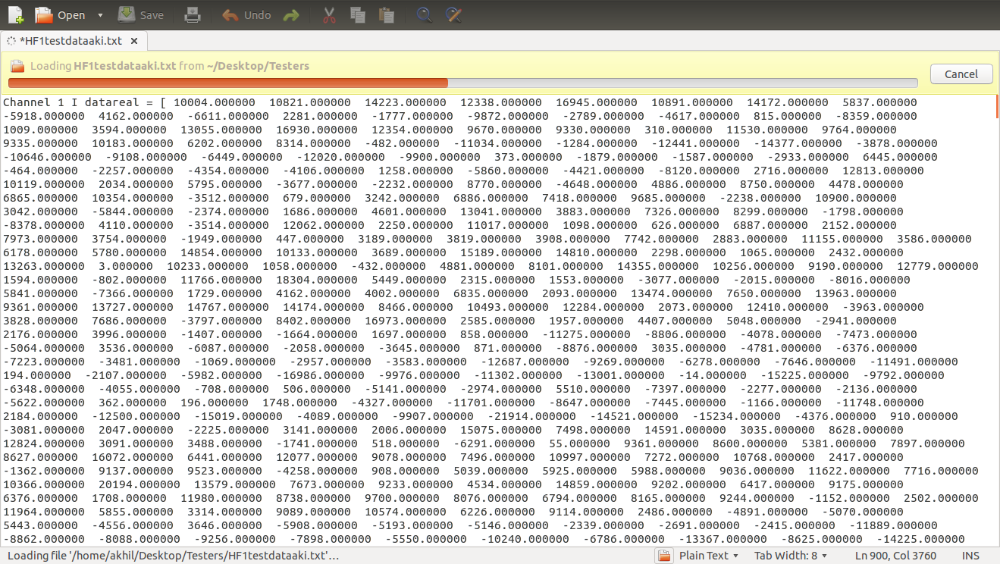 Open Save Undo
*HF1testdataaki.txt
Loading HF1testdataaki.txt from ~/Desktop/Testers
Cancel
Channel 1 I datareal = [ 10004.000000 10821.000000 14223.000000 12338.000000 16945.000000 10891.000000 14172.000000 5837.000000
-5918.000000 4162.000000 -6611.000000 2281.000000 -1777.000000 -9872.000000 -2789.000000 -4617.000000 815.000000 -8359.000000
1009.000000 3594.000000 13055.000000 16930.000000 12354.000000 9670.000000 9330.000000 310.000000 11530.000000 9764.000000
9335.000000 10183.000000 6202.000000 8314.000000 -482.000000 -11034.000000 -1284.000000 -12441.000000 -14377.000000 -3878.000000
-10646.000000 -9108.000000 -6449.000000 -12020.000000 -9900.000000 373.000000 -1879.000000 -1587.000000 -2933.000000 6445.000000
-464.000000 -2257.000000 -4354.000000 -4106.000000 1258.000000 -5860.000000 -4421.000000 -8120.000000 2716.000000 12813.000000
10119.000000 2034.000000 5795.000000 -3677.000000 -2232.000000 8770.000000 -4648.000000 4886.000000 8750.000000 4478.000000
6865.000000 10354.000000 -3512.000000 679.000000 3242.000000 6886.000000 7418.000000 9685.000000 -2238.000000 10900.000000
3042.000000 -5844.000000 -2374.000000 1686.000000 4601.000000 13041.000000 3883.000000 7326.000000 8299.000000 -1798.000000
-8378.000000 4110.000000 -3514.000000 12062.000000 2250.000000 11017.000000 1098.000000 626.000000 6887.000000 2152.000000
7973.000000 3754.000000 -1949.000000 447.000000 3189.000000 3819.000000 3908.000000 7742.000000 2883.000000 11155.000000 3586.000000
6178.000000 5780.000000 14854.000000 10133.000000 3689.000000 15189.000000 14810.000000 2298.000000 1065.000000 2432.000000
13263.000000 3.000000 10233.000000 1058.000000 -432.000000 4881.000000 8101.000000 14355.000000 10256.000000 9190.000000 12779.000000
1594.000000 -802.000000 11766.000000 18304.000000 5449.000000 2315.000000 1553.000000 -3077.000000 -2015.000000 -8016.000000
5841.000000 -7366.000000 1729.000000 4162.000000 4002.000000 6835.000000 2093.000000 13474.000000 7650.000000 13963.000000
9361.000000 13727.000000 14767.000000 14174.000000 8466.000000 10493.000000 12284.000000 2073.000000 12410.000000 -3963.000000
3828.000000 7686.000000 -3797.000000 8402.000000 16973.000000 2585.000000 1957.000000 4407.000000 5048.000000 -2941.000000
2176.000000 3996.000000 -1407.000000 -1664.000000 1697.000000 858.000000 -11275.000000 -8806.000000 -4078.000000 -7473.000000
-5064.000000 3536.000000 -6087.000000 -2058.000000 -3645.000000 871.000000 -8876.000000 3035.000000 -4781.000000 -6376.000000
-7223.000000 -3481.000000 -1069.000000 -2957.000000 -3583.000000 -12687.000000 -9269.000000 -6278.000000 -7646.000000 -11491.000000
194.000000 -2107.000000 -5982.000000 -16986.000000 -9976.000000 -11302.000000 -13001.000000 -14.000000 -15225.000000 -9792.000000
-6348.000000 -4055.000000 -708.000000 506.000000 -5141.000000 -2974.000000 5510.000000 -7397.000000 -2277.000000 -2136.000000
-5622.000000 362.000000 196.000000 1748.000000 -4327.000000 -11701.000000 -8647.000000 -7445.000000 -1166.000000 -11748.000000
2184.000000 -12500.000000 -15019.000000 -4089.000000 -9907.000000 -21914.000000 -14521.000000 -15234.000000 -4376.000000 910.000000
-3081.000000 2047.000000 -2225.000000 3141.000000 2006.000000 15075.000000 7498.000000 14591.000000 3035.000000 8628.000000
12824.000000 3091.000000 3488.000000 -1741.000000 518.000000 -6291.000000 55.000000 9361.000000 8600.000000 5381.000000 7897.000000
8627.000000 16072.000000 6441.000000 12077.000000 9078.000000 7496.000000 10997.000000 7272.000000 10768.000000 2417.000000
-1362.000000 9137.000000 9523.000000 -4258.000000 908.000000 5039.000000 5925.000000 5988.000000 9036.000000 11622.000000 7716.000000
10366.000000 20194.000000 13579.000000 7673.000000 9233.000000 4534.000000 14859.000000 9202.000000 6417.000000 9175.000000
6376.000000 1708.000000 11980.000000 8738.000000 9700.000000 8076.000000 6794.000000 8165.000000 9244.000000 -1152.000000 2502.000000
11964.000000 5855.000000 3314.000000 9089.000000 10574.000000 6226.000000 9114.000000 2486.000000 -4891.000000 -5070.000000
5443.000000 -4556.000000 3646.000000 -5908.000000 -5193.000000 -5146.000000 -2339.000000 -2691.000000 -2415.000000 -11889.000000
-8862.000000 -8088.000000 -9256.000000 -7898.000000 -5550.000000 -10240.000000 -6786.000000 -13367.000000 -8625.000000 -14225.000000
Loading file '/home/akhil/Desktop/Testers/HF1testdataaki.txt'… Plain Text Tab Width: 8 Ln 900, Col 3760 INS